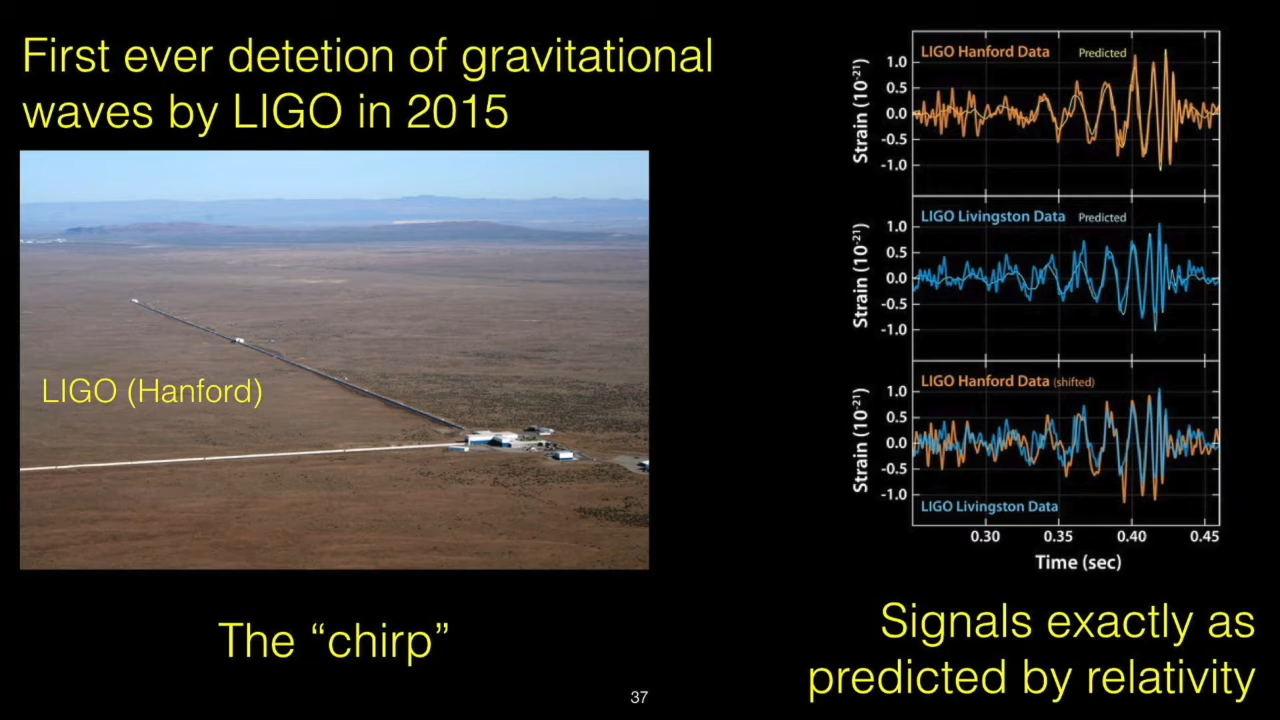 First ever detetion of gravitational
waves by LIGO in 2015
LIGO (Hanford)
The “chirp”
LIGO Hanford Data Predicted
Strain (10-21)
1.0
0.5
0.0
-0.5
-1.0
LIGO Livingston Data Predicted
Strain (10-21)
1.0
0.5
0.0
-0.5
-1.0
LIGO Hanford Data (shifted)
Strain (10-21)
1.0
0.5
0.0
-0.5
-1.0
LIGO Livingston Data
0.30 0.35 0.40 0.45
Time (sec)
Signals exactly as
predicted by relativity
37